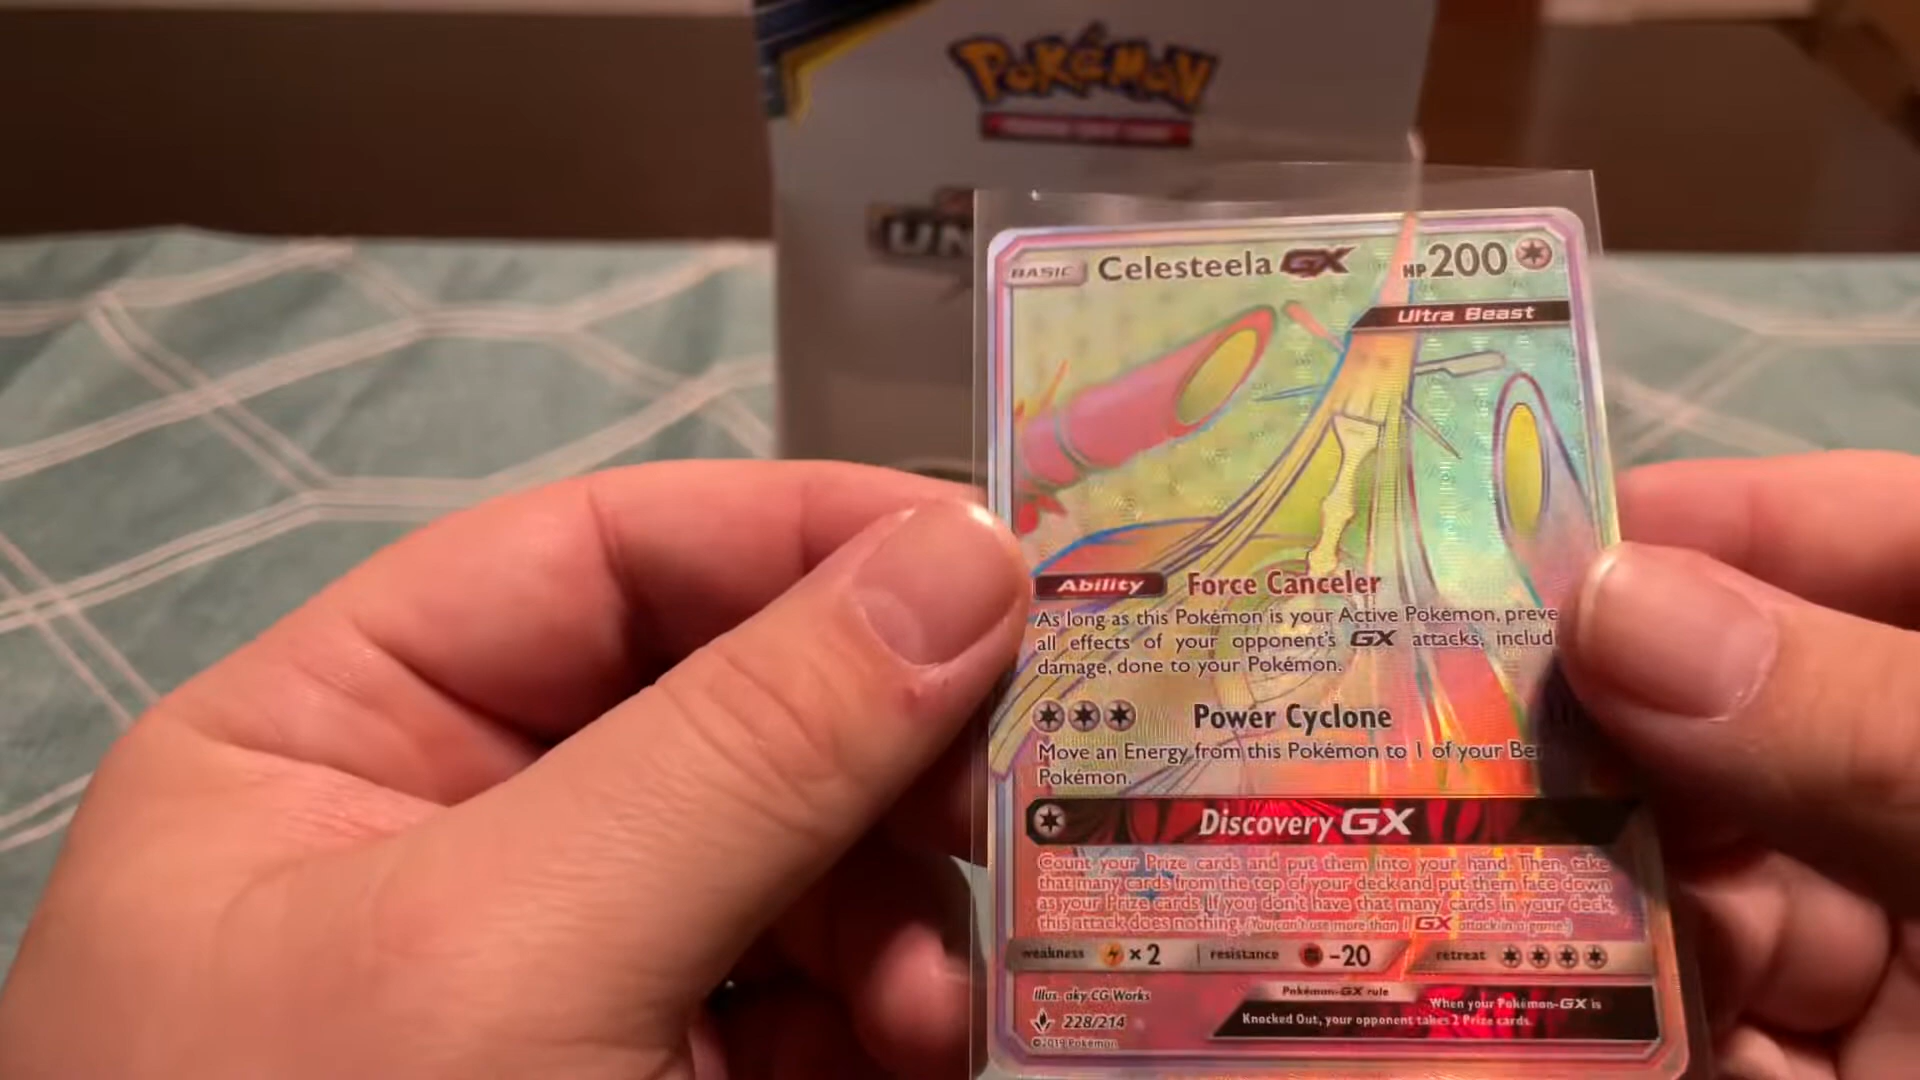 POKéMON
UN
BASIC Celesteela GX HP 200
Ultra Beast
Ability Force Canceler
As long as this Pokémon is your Active Pokémon, preve
all effects of your opponent's GX attacks, includ
damage, done to your Pokémon.
Power Cyclone
Move an Energy from this Pokémon to 1 of your Ben
Pokémon.
Discovery GX
Count your Prize cards and put them into your hand. Then, take
that many cards from the top of your deck and put them face down
as your Prize cards. If you don't have that many cards in your deck,
this attack does nothing. (You can't use more than 1 GX attack in a game.)
weakness ×2 resistance -20 retreat
Illus. aky CG Works
Pokémon-GX rule
When your Pokémon-GX is
Knocked Out, your opponent takes 2 Prize cards.
228/214
©2019 Pokémon